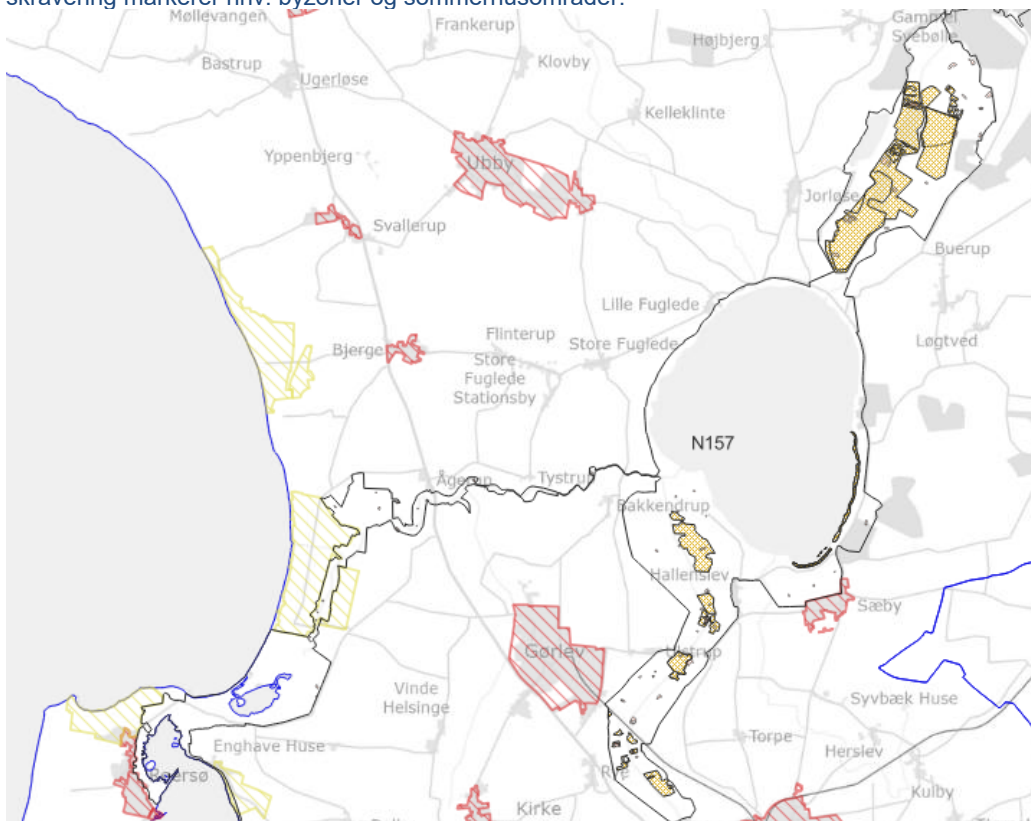 skravering markerer hhv. byzoner og sommerhusområder.
Møllevangen
Frankerup
Gammel
Svebølle
Højbjerg
Bastrup
Klovby
Ugerløse
Kelleklinte
Yppenbjerg
Ubby
Jorløse
Svallerup
Buerup
Lille Fuglede
Flinterup
Store Fuglede
Løgtved
Bjerge
Store
Fuglede
Stationsby
N157
Ågerup
Tystrup
Bakkendrup
Hallenslev
Sæby
Gørlev
Ulstrup
Vinde
Helsinge
Syvbæk Huse
Enghave Huse
Torpe
Herslev
Reersø
Kirke
Kulby